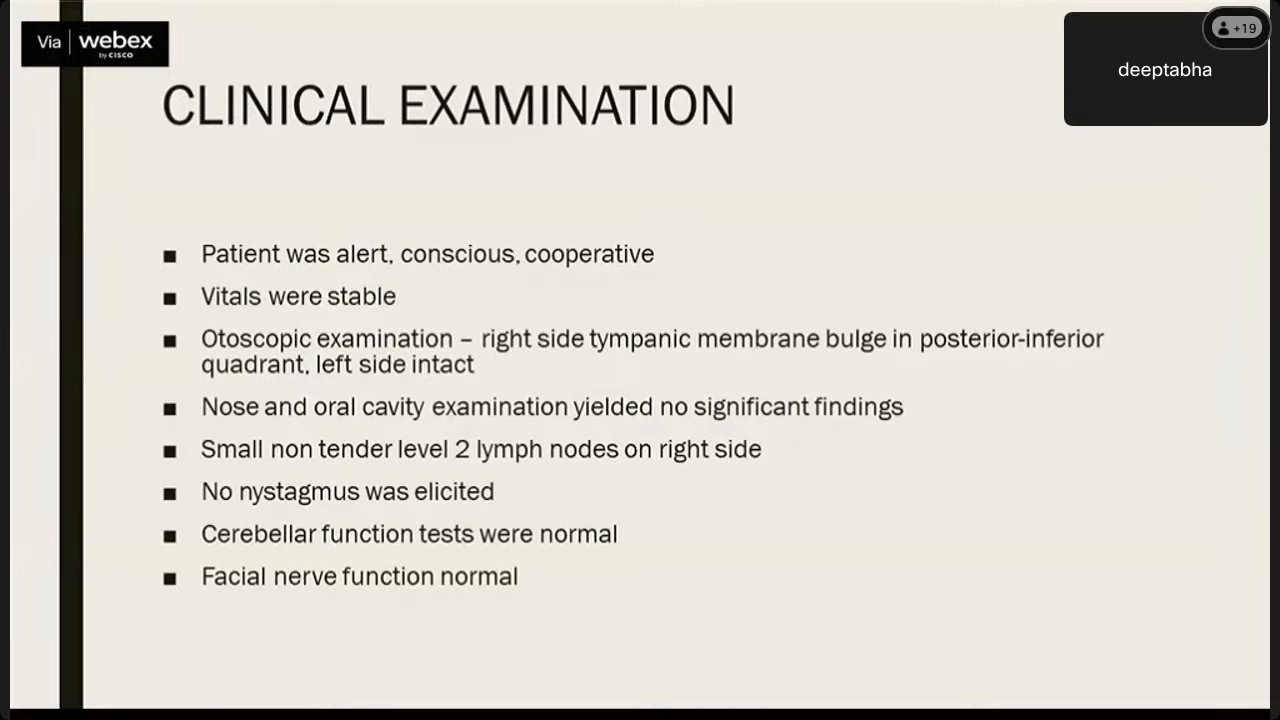 Via webex
by CISCO
+19
deeptabha
CLINICAL EXAMINATION
■ Patient was alert, conscious, cooperative
■ Vitals were stable
■ Otoscopic examination – right side tympanic membrane bulge in posterior-inferior
quadrant, left side intact
■ Nose and oral cavity examination yielded no significant findings
■ Small non tender level 2 lymph nodes on right side
■ No nystagmus was elicited
■ Cerebellar function tests were normal
■ Facial nerve function normal